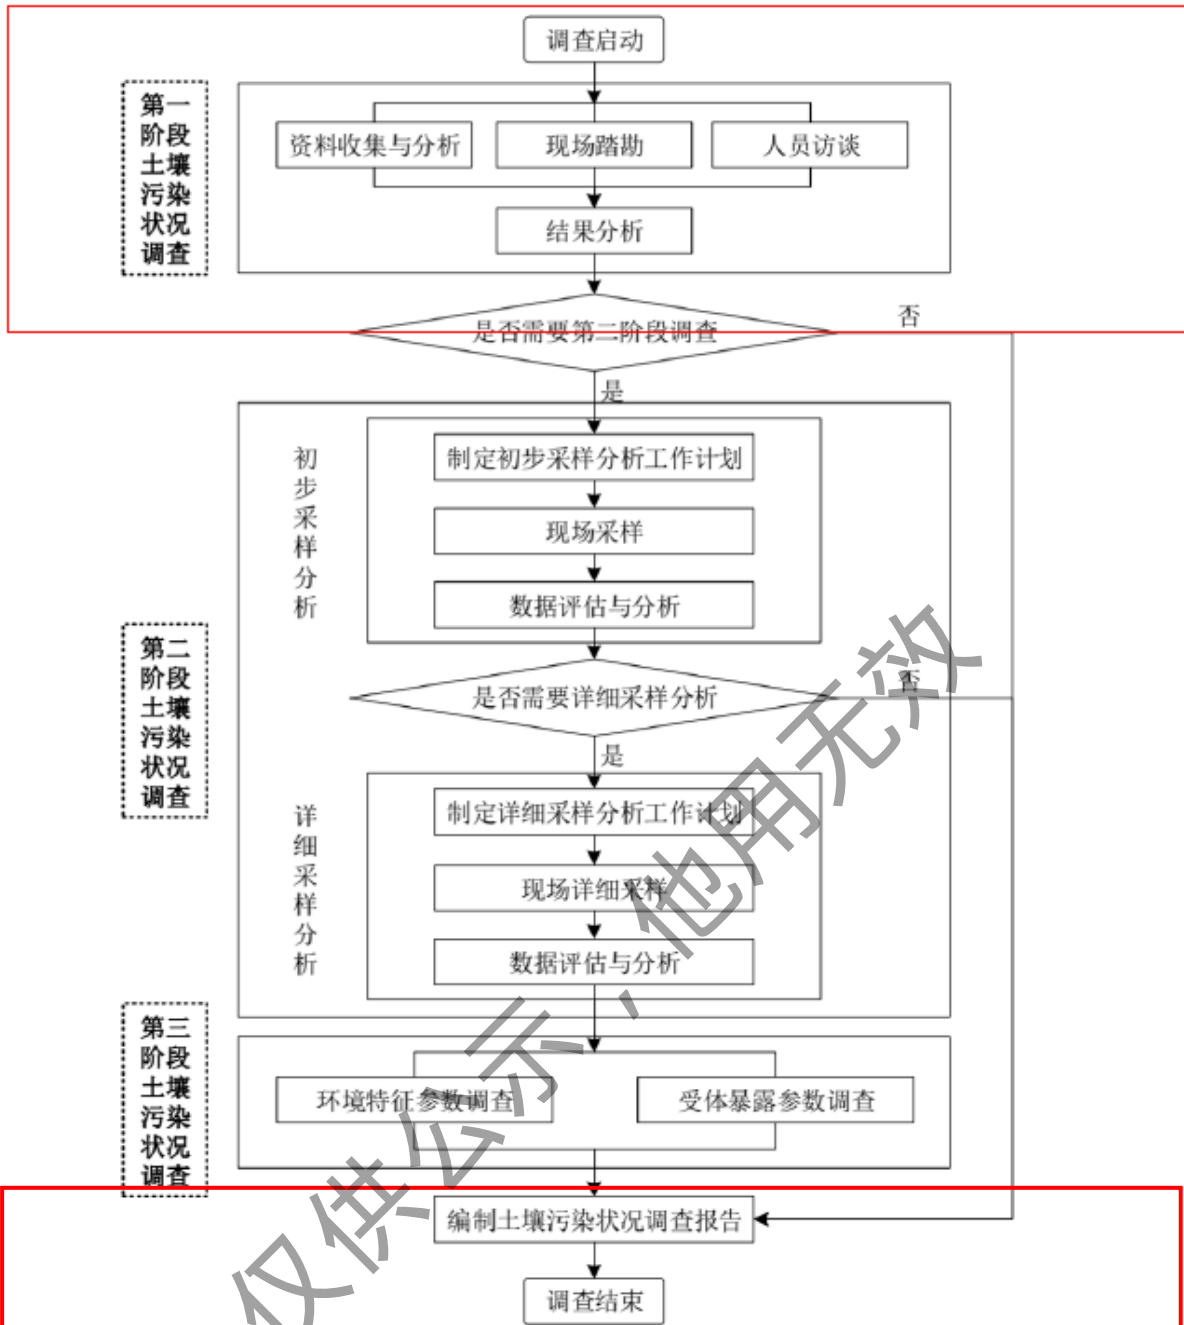 调查启动
第一
阶段
土壤
污染
状况
调查
资料收集与分析
现场踏勘
人员访谈
结果分析
是否需要第二阶段调查
否
是
第二
阶段
土壤
污染
状况
调查
初
步
采
样
分
析
制定初步采样分析工作计划
现场采样
数据评估与分析
是否需要详细采样分析
否
是
详
细
采
样
分
析
制定详细采样分析工作计划
现场详细采样
数据评估与分析
第三
阶段
土壤
污染
状况
调查
环境特征参数调查
受体暴露参数调查
编制土壤污染状况调查报告
调查结束
仅供公示，他用无效